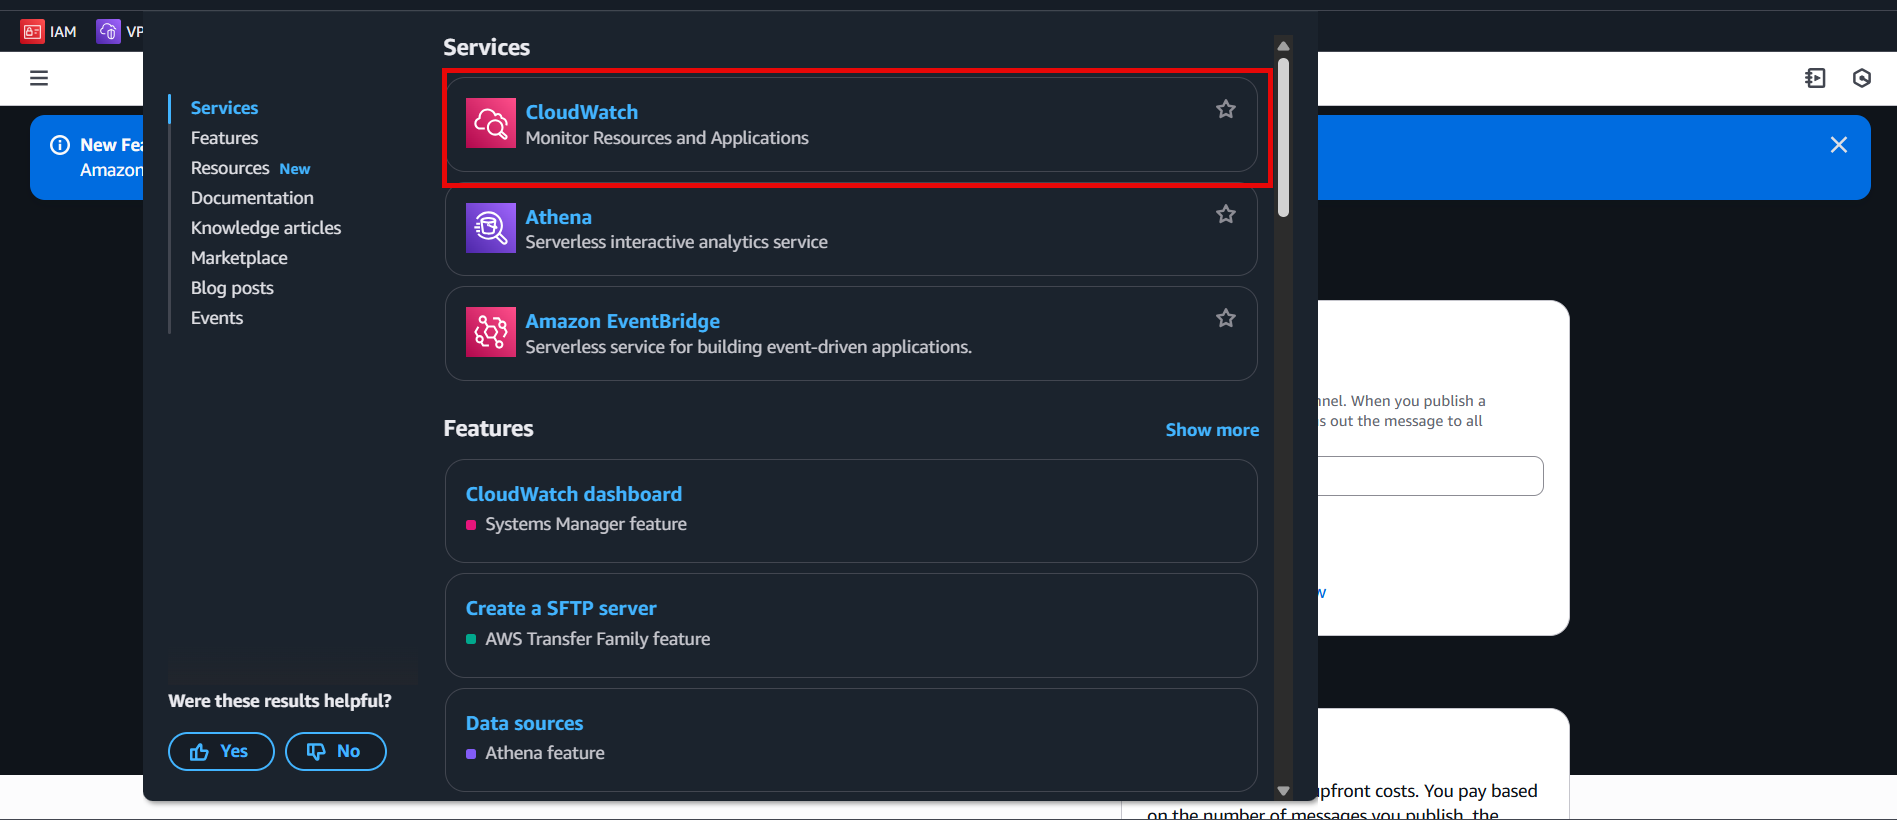 IAM
Services
Features
Resources New
Documentation
Knowledge articles
Marketplace
Blog posts
Events
Were these results helpful?
Yes
No
Services
CloudWatch
Monitor Resources and Applications
Athena
Serverless interactive analytics service
Amazon EventBridge
Serverless service for building event-driven applications.
Features
Show more
CloudWatch dashboard
Systems Manager feature
Create a SFTP server
AWS Transfer Family feature
Data sources
Athena feature
New
Amazon
When you publish a
out the message to all
costs. You pay based
on the number of messages you publish, the